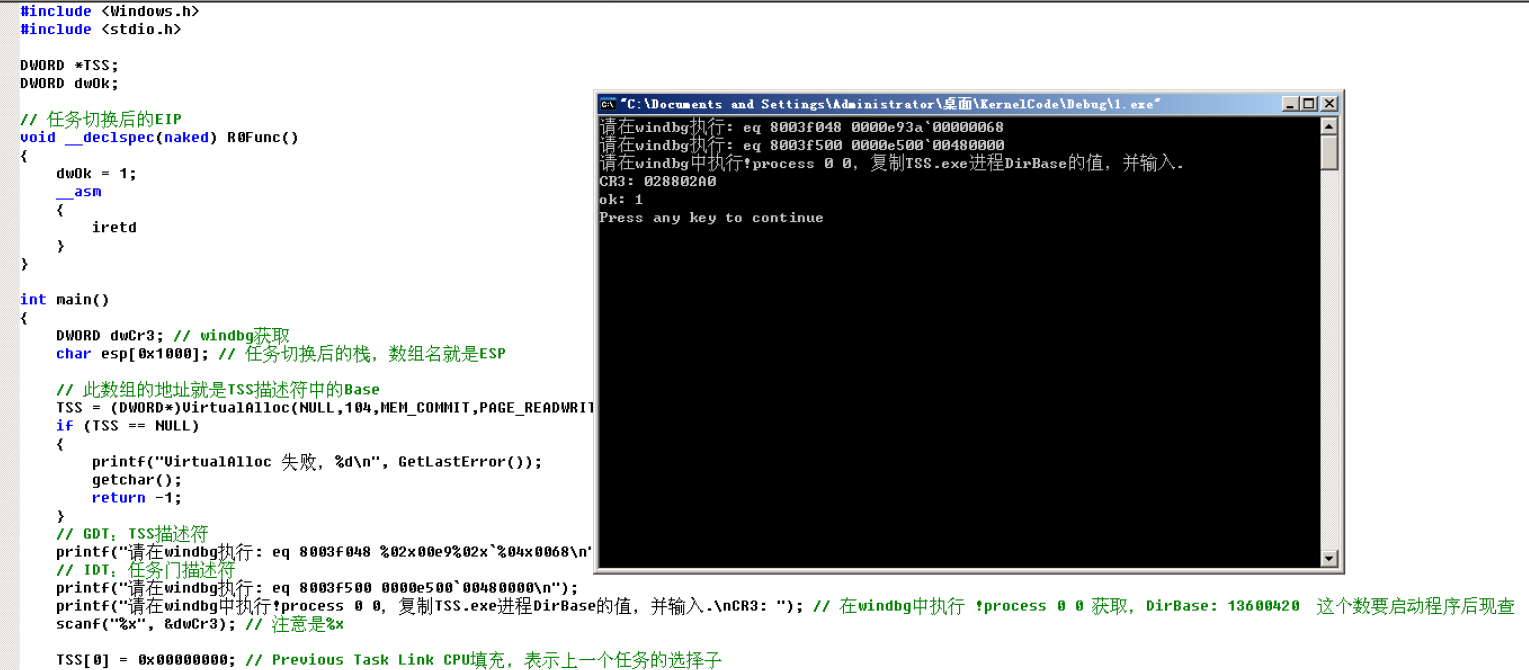 #include <Windows.h>
#include <stdio.h>
DWORD *TSS;
DWORD dwOk;
// 任务切换后的EIP
void __declspec(naked) R0Func()
{
    dwOk = 1;
    __asm
    {
        iretd
    }
}
int main()
{
    DWORD dwCr3; // windbg获取
    char esp[0x1000]; // 任务切换后的栈，数组名就是ESP
    // 此数组的地址就是TSS描述符中的Base
    TSS = (DWORD*)VirtualAlloc(NULL,104,MEM_COMMIT,PAGE_READWRIT
    if (TSS == NULL)
    {
        printf("VirtualAlloc 失败，%d\n", GetLastError());
        getchar();
        return -1;
    }
    // GDT；TSS描述符
    printf("请在windbg执行: eq 8003f048 %02x00e9%02x`%04x0068\n"
    // IDT；任务门描述符
    printf("请在windbg执行: eq 8003f500 0000e500`00480000\n");
    printf("请在windbg中执行!process 0 0，复制TSS.exe进程DirBase的值，并输入.\nCR3: "); // 在windbg中执行 !process 0 0 获取，DirBase: 13600420  这个数要启动程序后现查
    scanf("%x", &dwCr3); // 注意是%x
    TSS[0] = 0x00000000; // Previous Task Link CPU填充，表示上一个任务的选择子
"C:\Documents and Settings\Administrator\桌面\KernelCode\Debug\1.exe"
请在windbg执行: eq 8003f048 0000e93a`00000068
请在windbg执行: eq 8003f500 0000e500`00480000
请在windbg中执行!process 0 0，复制TSS.exe进程DirBase的值，并输入.
CR3: 028802A0
ok: 1
Press any key to continue